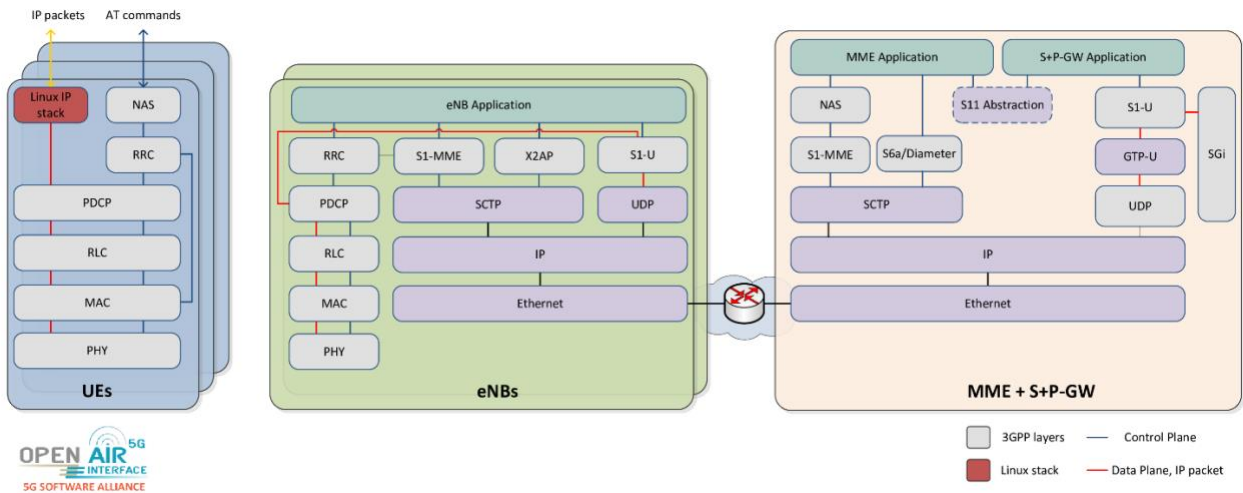 IP packets
AT commands
Linux IP
stack
NAS
RRC
PDCP
RLC
MAC
PHY
UEs
eNB Application
RRC
S1-MME
X2AP
S1-U
PDCP
SCTP
UDP
RLC
IP
MAC
Ethernet
PHY
eNBs
MME Application
S+P-GW Application
NAS
S11 Abstraction
S1-U
S1-MME
S6a/Diameter
GTP-U
SGi
SCTP
UDP
IP
Ethernet
MME + S+P-GW
OPEN AIR 5G
INTERFACE
5G SOFTWARE ALLIANCE
3GPP layers
Control Plane
Linux stack
Data Plane, IP packet